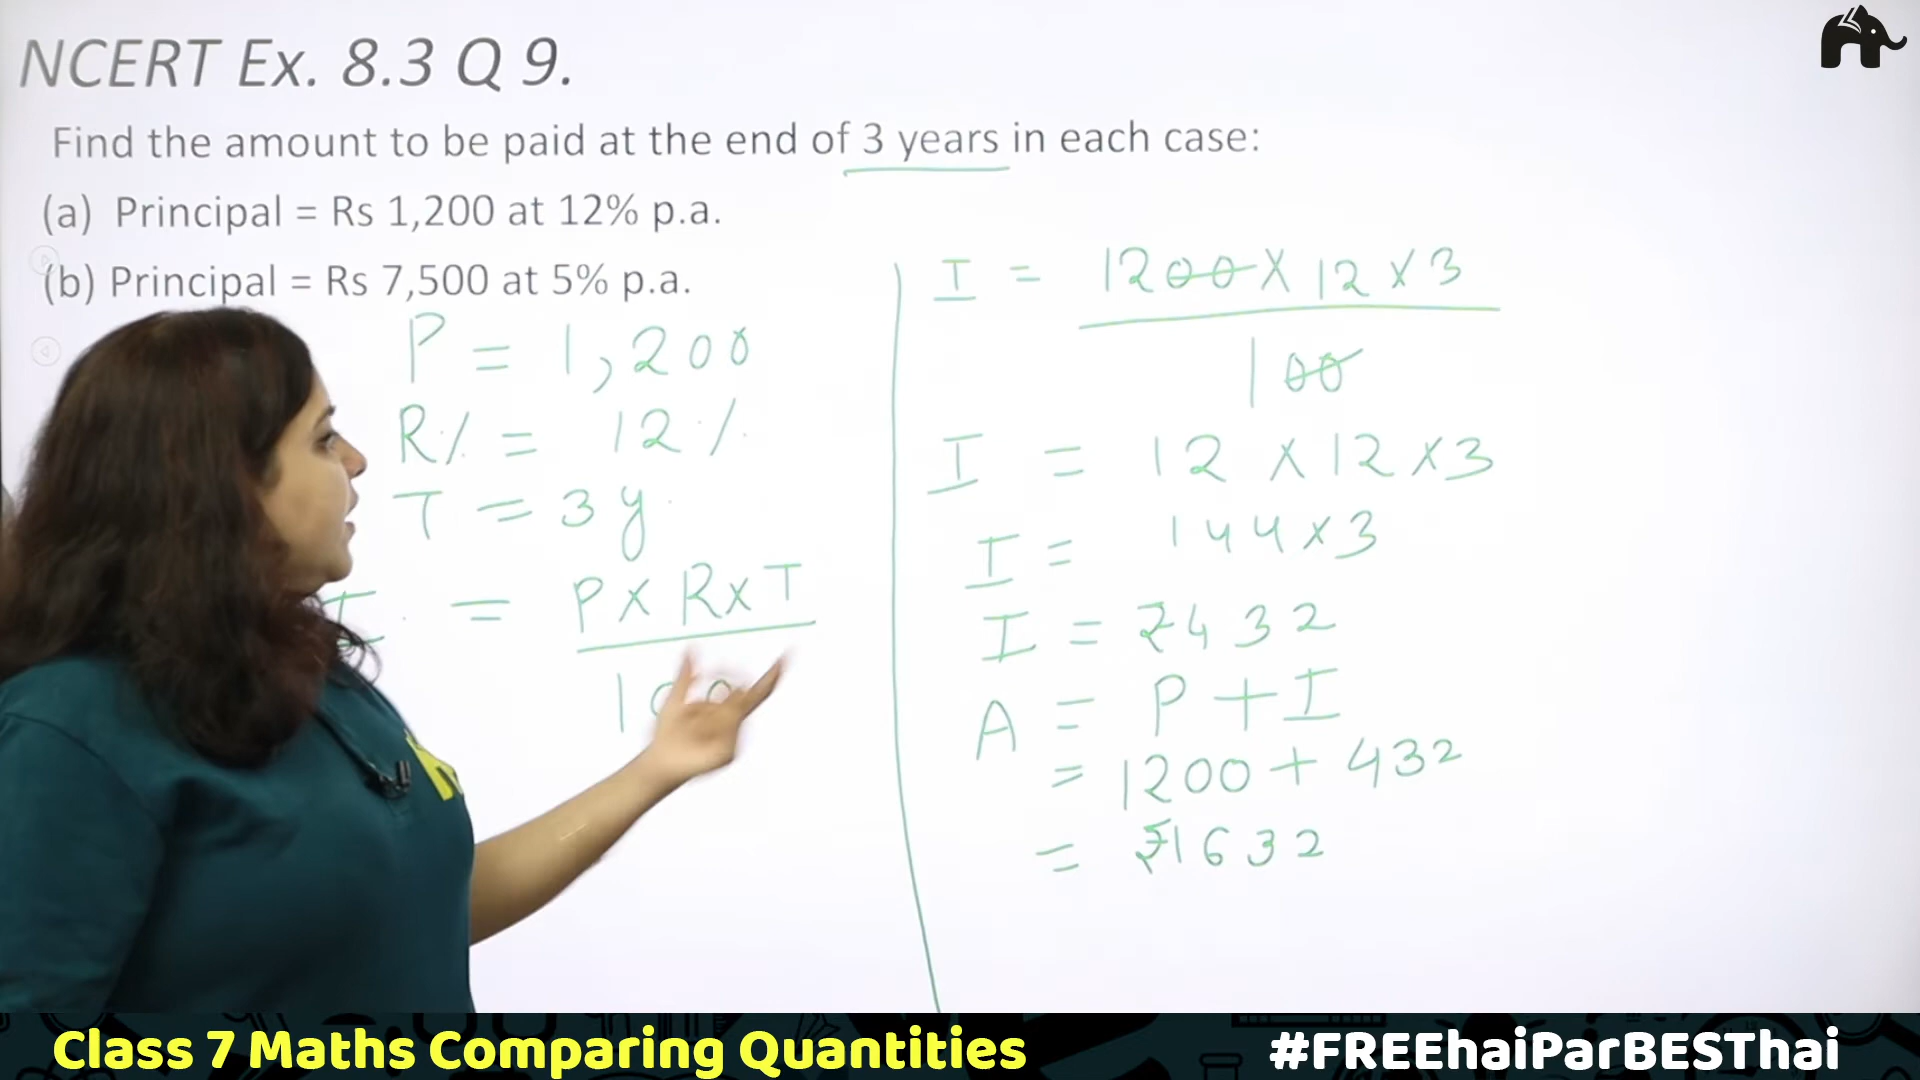 NCERT Ex. 8.3 Q 9.
Find the amount to be paid at the end of 3 years in each case:
(a) Principal = Rs 1,200 at 12% p.a.
(b) Principal = Rs 7,500 at 5% p.a.
P = 1,200
R% = 12%
T = 3y
I = P X R x T
100
I = 1200 X 12 x 3
100
I = 12 X 12 x 3
I = 144 x 3
I = ₹432
A = P + I
= 1200 + 432
= ₹1632
Class 7 Maths Comparing Quantities
#FREEhaiParBESThai